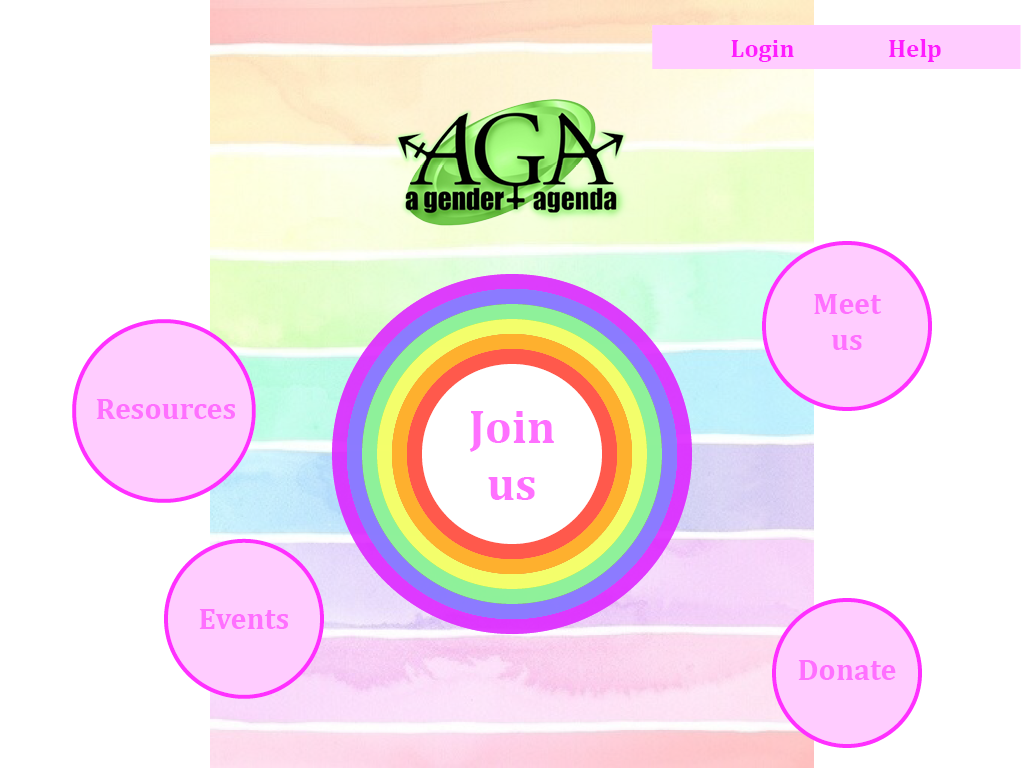 Login Help
AGA
a gender agenda
Meet
us
Resources
Join
us
Events
Donate